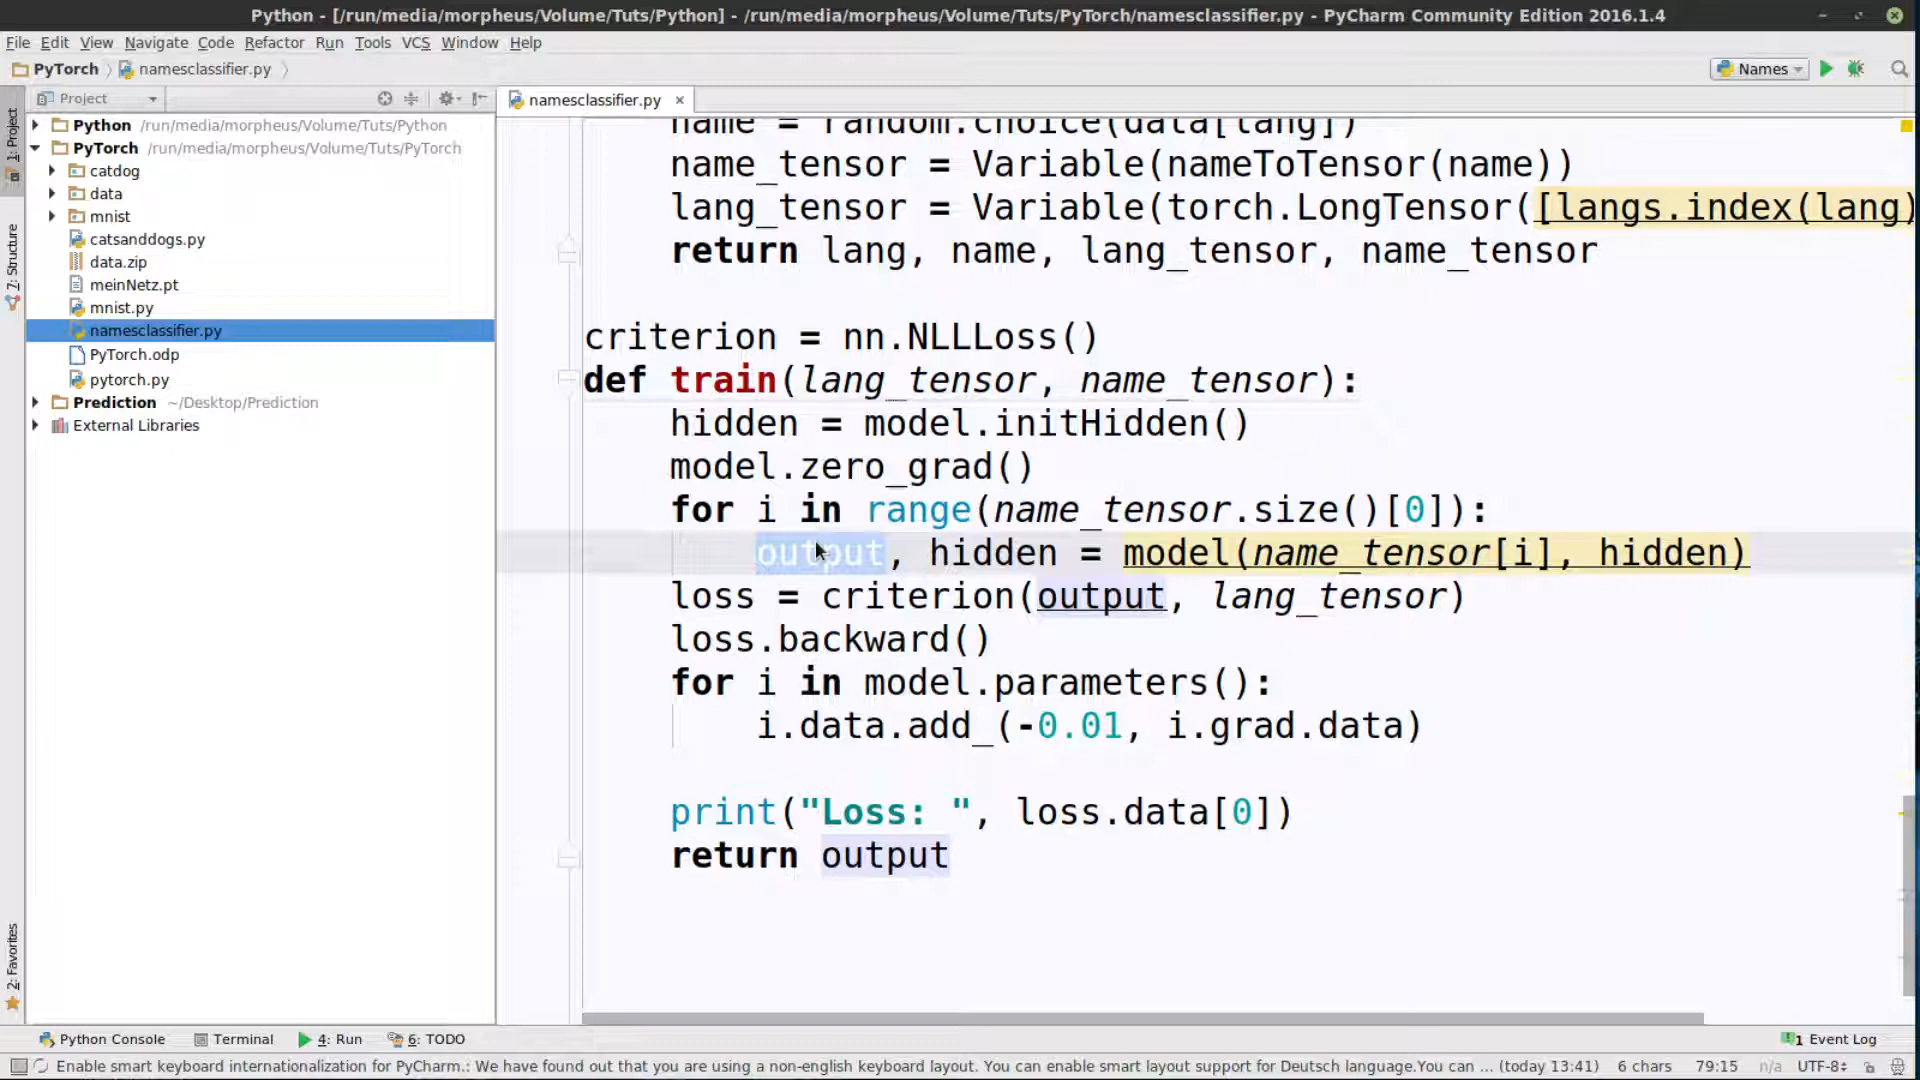 Python - [/run/media/morpheus/Volume/Tuts/Python] - /run/media/morpheus/Volume/Tuts/PyTorch/namesclassifier.py - PyCharm Community Edition 2016.1.4
File Edit View Navigate Code Refactor Run Tools VCS Window Help
PyTorch namesclassifier.py Names
Project
namesclassifier.py
1: Project
7: Structure
2: Favorites
Python /run/media/morpheus/Volume/Tuts/Python
PyTorch /run/media/morpheus/Volume/Tuts/PyTorch
catdog
data
mnist
catsanddogs.py
data.zip
meinNetz.pt
mnist.py
namesclassifier.py
PyTorch.odp
pytorch.py
Prediction ~/Desktop/Prediction
External Libraries
name = random.choice(data[lang])
name_tensor = Variable(nameToTensor(name))
lang_tensor = Variable(torch.LongTensor([langs.index(lang)
return lang, name, lang_tensor, name_tensor
criterion = nn.NLLLoss()
def train(lang_tensor, name_tensor):
hidden = model.initHidden()
model.zero_grad()
for i in range(name_tensor.size()[0]):
output, hidden = model(name_tensor[i], hidden)
loss = criterion(output, lang_tensor)
loss.backward()
for i in model.parameters():
i.data.add_(-0.01, i.grad.data)
print("Loss: ", loss.data[0])
return output
Python Console Terminal 4: Run 6: TODO 1 Event Log
Enable smart keyboard internationalization for PyCharm.: We have found out that you are using a non-english keyboard layout. You can enable smart layout support for Deutsch language.You can ... (today 13:41) 6 chars 79:15 n/a UTF-8